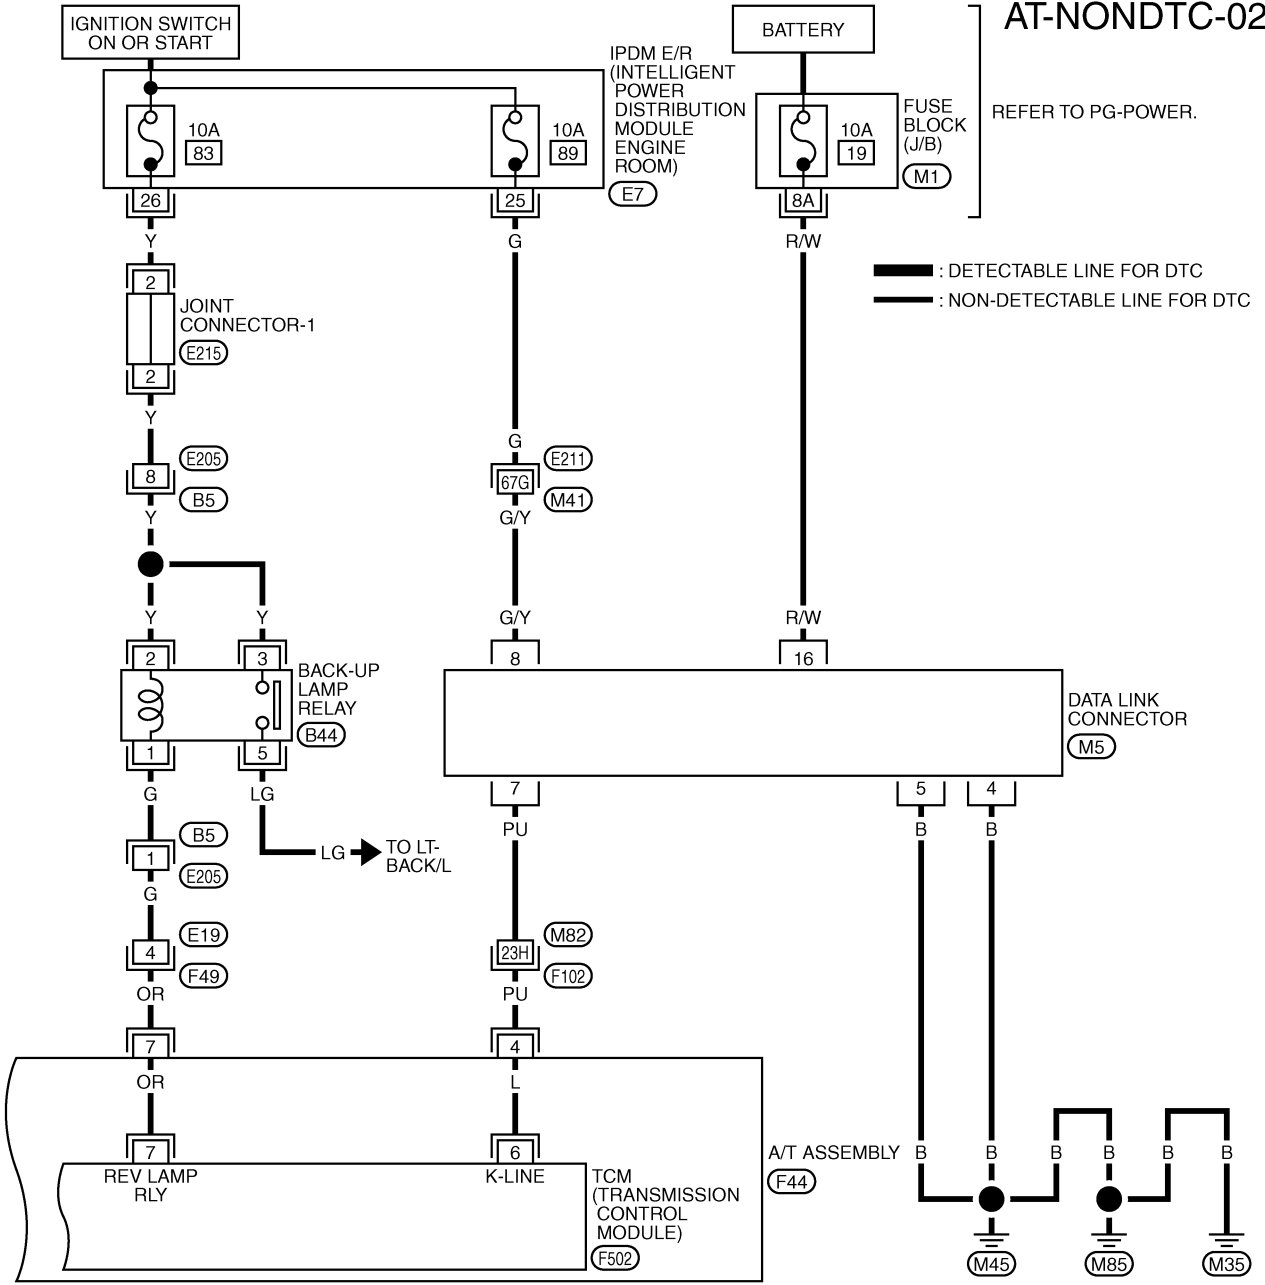 AT-NONDTC-02
IGNITION SWITCH
ON OR START
BATTERY
IPDM E/R
(INTELLIGENT
POWER
DISTRIBUTION
MODULE
ENGINE
ROOM)
E7
10A
83
10A
89
10A
19
FUSE
BLOCK
(J/B)
M1
REFER TO PG-POWER.
26
25
8A
Y
G
R/W
: DETECTABLE LINE FOR DTC
: NON-DETECTABLE LINE FOR DTC
2
JOINT
CONNECTOR-1
E215
2
Y
G
E205
8
B5
E211
67G
M41
Y
G/Y
Y
Y
G/Y
R/W
2
3
8
16
BACK-UP
LAMP
RELAY
B44
DATA LINK
CONNECTOR
M5
1
5
7
5
4
G
LG
PU
B
B
B5
1
E205
LG
TO LT-
BACK/L
G
E19
4
F49
M82
23H
F102
OR
PU
7
4
OR
L
7
6
A/T ASSEMBLY
F44
B
B
B
B
B
B
REV LAMP
RLY
K-LINE
TCM
(TRANSMISSION
CONTROL
MODULE)
F502
M45
M85
M35